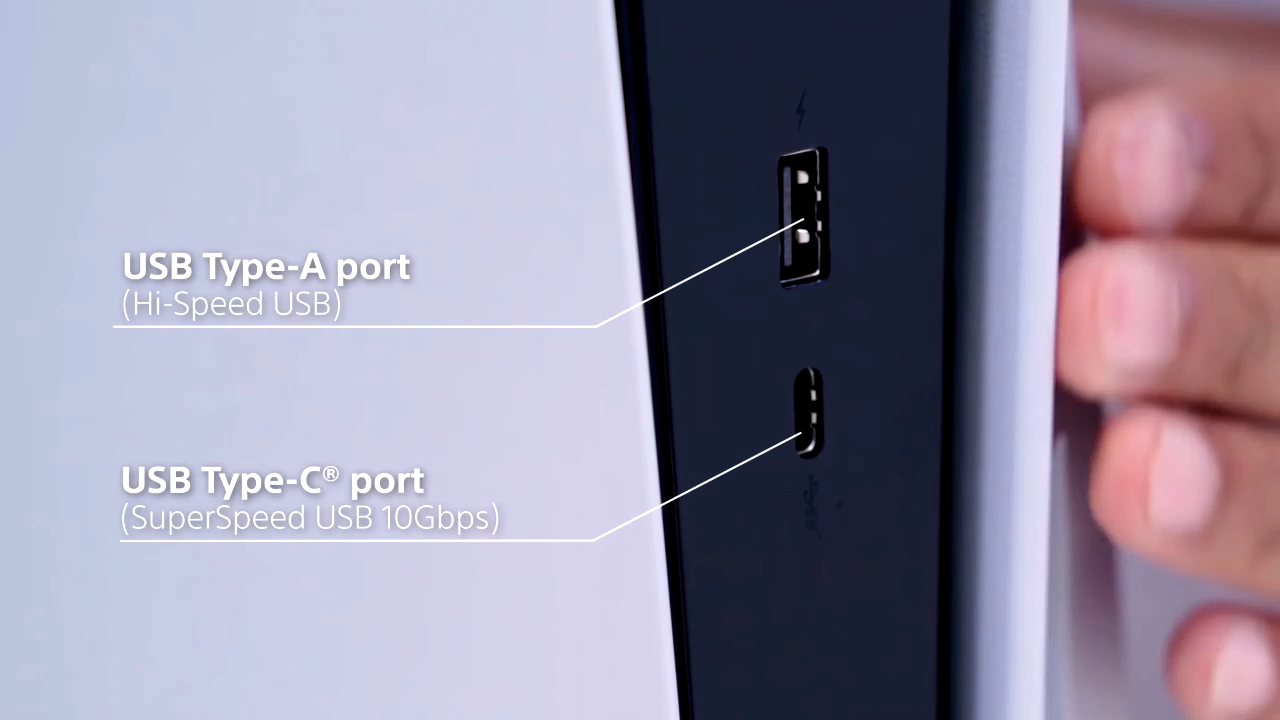 USB Type-A port
(Hi-Speed USB)
USB Type-C® port
(SuperSpeed USB 10Gbps)